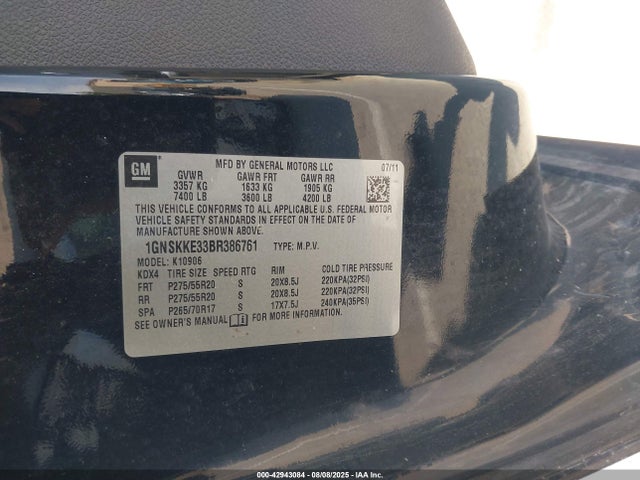 GM
MFD BY GENERAL MOTORS LLC 07/11
GVWR GAWR FRT GAWR RR
3357 KG 1633 KG 1905 KG
7400 LB 3600 LB 4200 LB
THIS VEHICLE CONFORMS TO ALL APPLICABLE U.S. FEDERAL MOTOR
VEHICLE SAFETY STANDARDS IN EFFECT ON THE DATE OF
MANUFACTURE SHOWN ABOVE.
1GNSKKE33BR386761 TYPE: M.P.V.
MODEL: K10906
KDX4 TIRE SIZE SPEED RTG RIM COLD TIRE PRESSURE
FRT P275/55R20 S 20X8.5J 220KPA(32PSI)
RR P275/55R20 S 20X8.5J 220KPA(32PSI)
SPA P265/70R17 S 17X7.5J 240KPA(35PSI)
SEE OWNER'S MANUAL FOR MORE INFORMATION.
000-42943084 - 08/08/2025 - IAA.COM